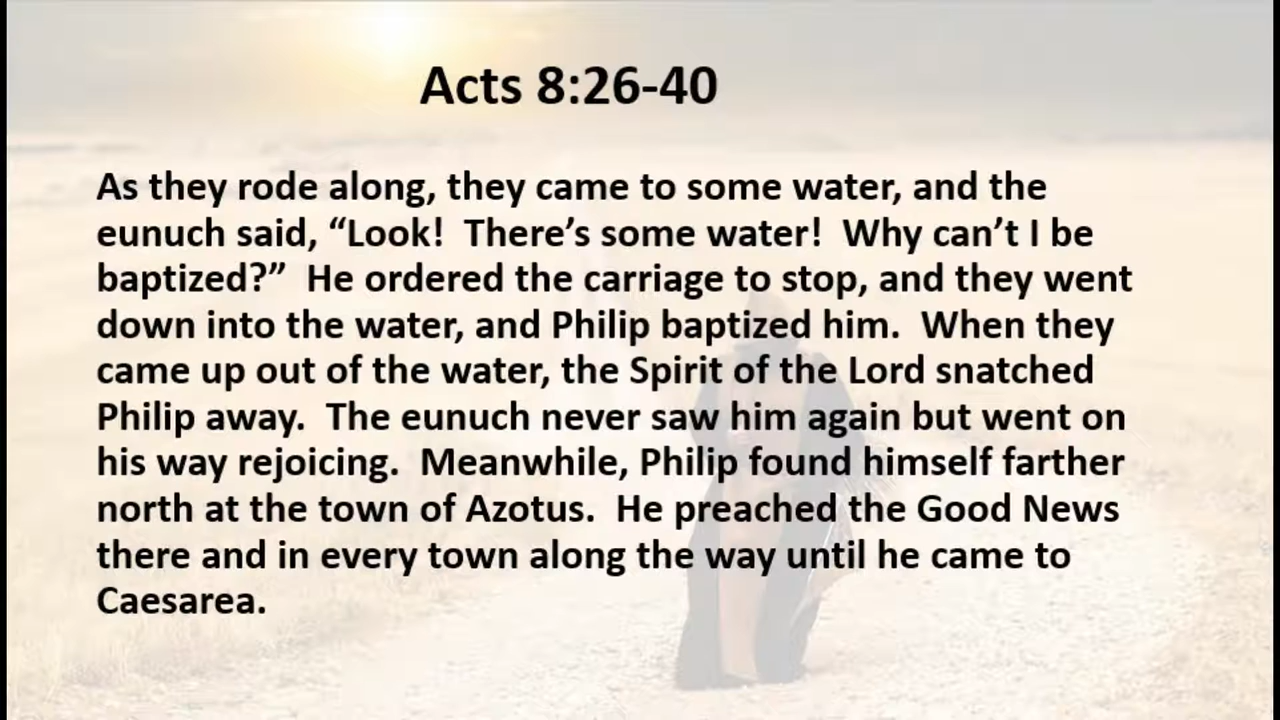 Acts 8:26-40
As they rode along, they came to some water, and the
eunuch said, “Look!  There’s some water!  Why can’t I be
baptized?”  He ordered the carriage to stop, and they went
down into the water, and Philip baptized him.  When they
came up out of the water, the Spirit of the Lord snatched
Philip away.  The eunuch never saw him again but went on
his way rejoicing.  Meanwhile, Philip found himself farther
north at the town of Azotus.  He preached the Good News
there and in every town along the way until he came to
Caesarea.